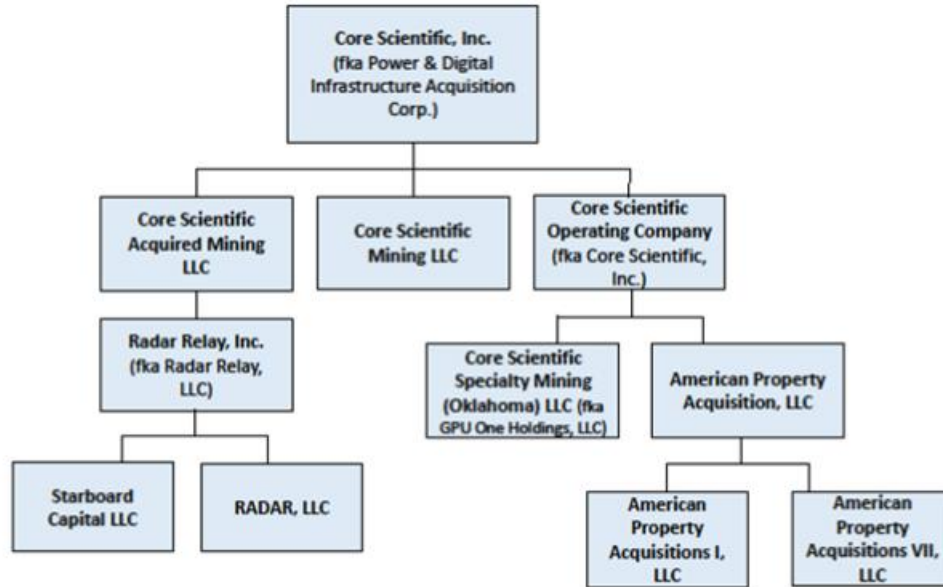 Core Scientific, Inc.
(fka Power & Digital
Infrastructure Acquisition
Corp.)
Core Scientific
Acquired Mining
LLC
Core Scientific
Mining LLC
Core Scientific
Operating Company
(fka Core Scientific,
Inc.)
Radar Relay, Inc.
(fka Radar Relay,
LLC)
Core Scientific
Specialty Mining
(Oklahoma) LLC (fka
GPU One Holdings, LLC)
American Property
Acquisition, LLC
Starboard
Capital LLC
RADAR, LLC
American
Property
Acquisitions I,
LLC
American
Property
Acquisitions VII,
LLC